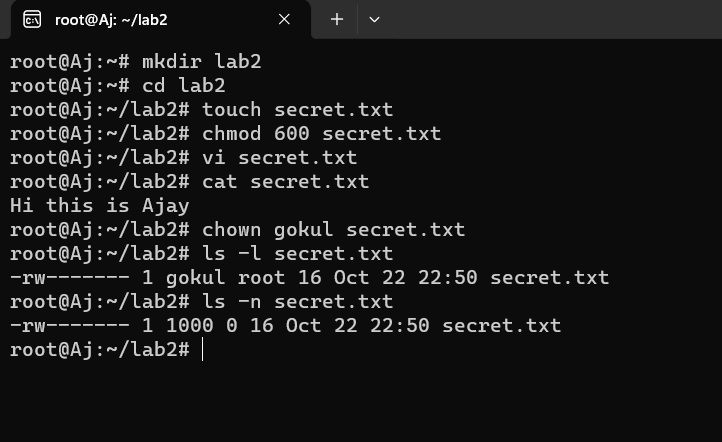 root@Aj: ~/lab2
root@Aj:~# mkdir lab2
root@Aj:~# cd lab2
root@Aj:~/lab2# touch secret.txt
root@Aj:~/lab2# chmod 600 secret.txt
root@Aj:~/lab2# vi secret.txt
root@Aj:~/lab2# cat secret.txt
Hi this is Ajay
root@Aj:~/lab2# chown gokul secret.txt
root@Aj:~/lab2# ls -l secret.txt
-rw------- 1 gokul root 16 Oct 22 22:50 secret.txt
root@Aj:~/lab2# ls -n secret.txt
-rw------- 1 1000 0 16 Oct 22 22:50 secret.txt
root@Aj:~/lab2#